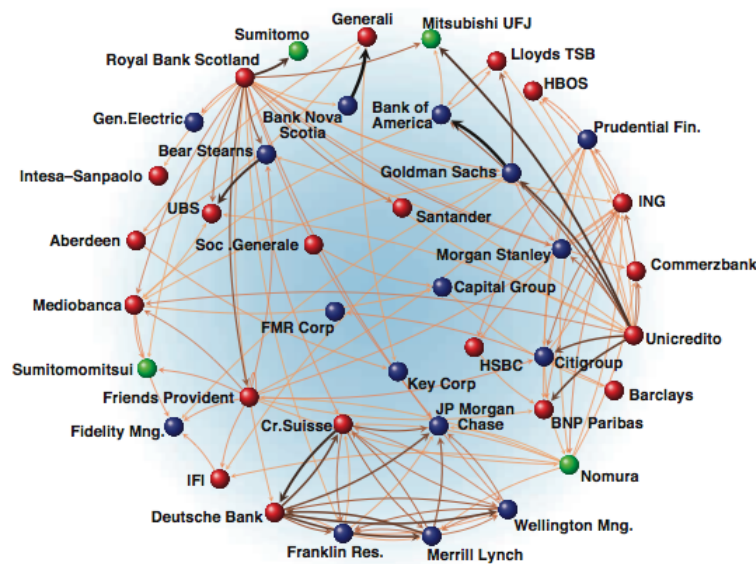 Generali
Mitsubishi UFJ
Sumitomo
Royal Bank Scotland
Lloyds TSB
HBOS
Gen.Electric
Bank Nova
Scotia
Bank of
America
Prudential Fin.
Bear Stearns
Goldman Sachs
Intesa–Sanpaolo
UBS
Santander
ING
Aberdeen
Soc .Generale
Morgan Stanley
Commerzbank
Mediobanca
Capital Group
FMR Corp
Unicredito
Sumitomomitsui
HSBC
Citigroup
Key Corp
Friends Provident
Barclays
JP Morgan
Chase
BNP Paribas
Fidelity Mng.
Cr.Suisse
IFI
Nomura
Deutsche Bank
Wellington Mng.
Franklin Res.
Merrill Lynch